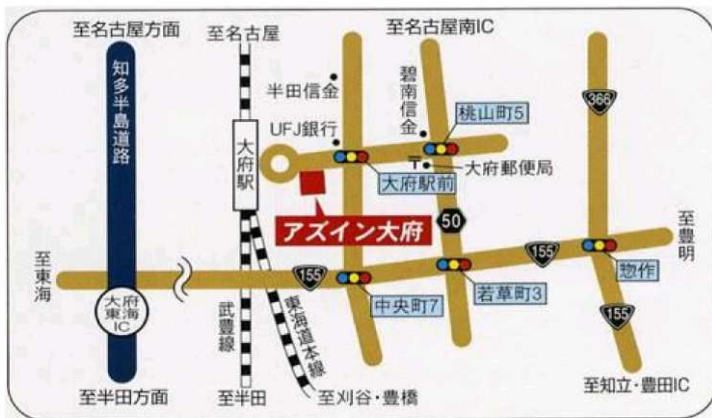 至名古屋方面
至名古屋
至名古屋南IC
知多半島道路
半田信金
碧南信金
桃山町5
366
UFJ銀行
大府駅
大府駅前
〒
大府郵便局
アズイン大府
50
至東海
155
155
惣作
至豊明
大府
東海
IC
武豊線
東海道本線
中央町7
若草町3
155
至半田方面
至半田
至刈谷・豊橋
至知立・豊田IC